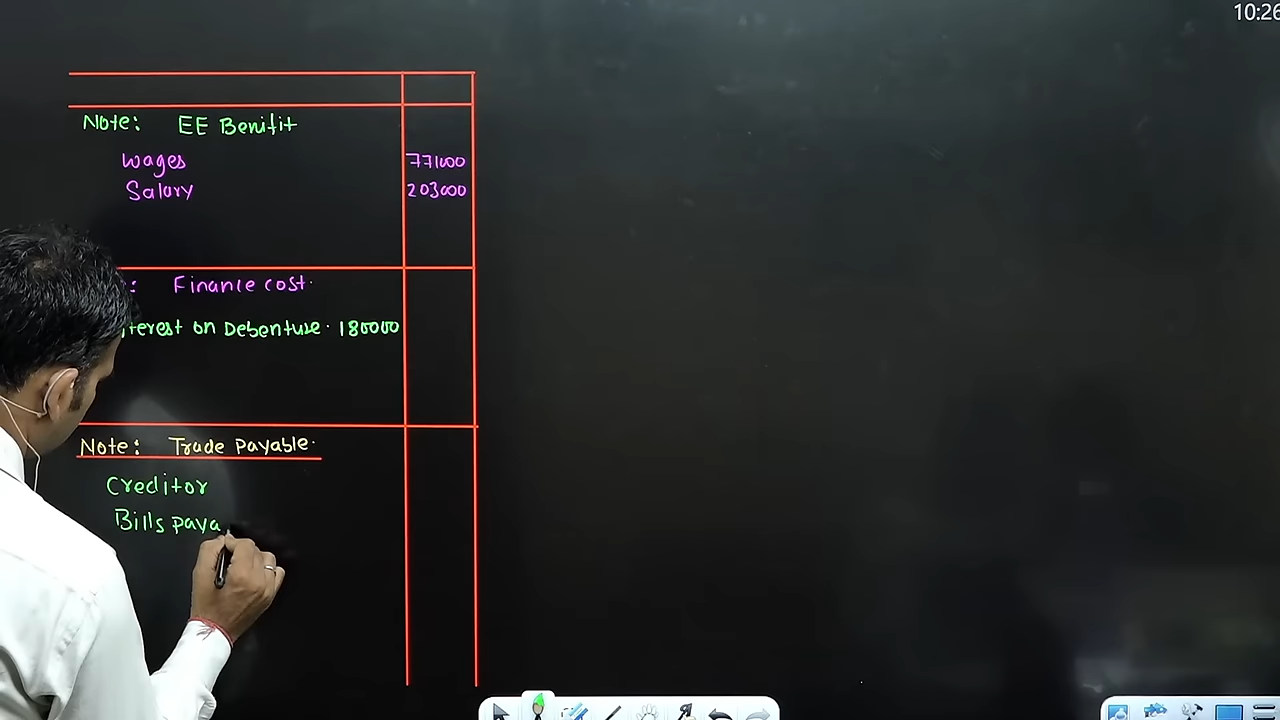 10:26
Note: EE Benifit
Wages 771000
Salary 203000
: Finance cost.
terest on Debenture. 180000
Note: Trade payable.
Creditor
Bills paya